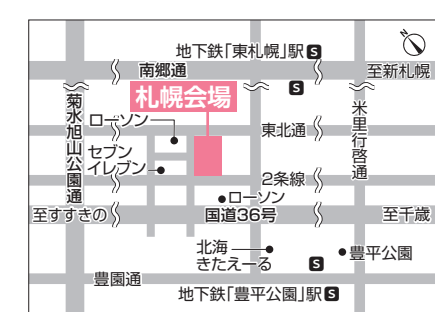 地下鉄「東札幌」駅S
南郷通
至新札幌
S
札幌会場
菊水旭山公園通
ローソン
東北通
米里行啓通
セブン
イレブン
2条線
ローソン
至すすきの
国道36号
至千歳
北海
きたえーる
豊平公園
S
豊園通
地下鉄「豊平公園」駅S
N